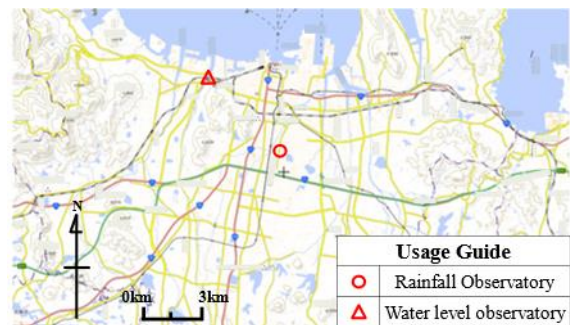 N
0km 3km
Usage Guide
Rainfall Observatory
Water level observatory